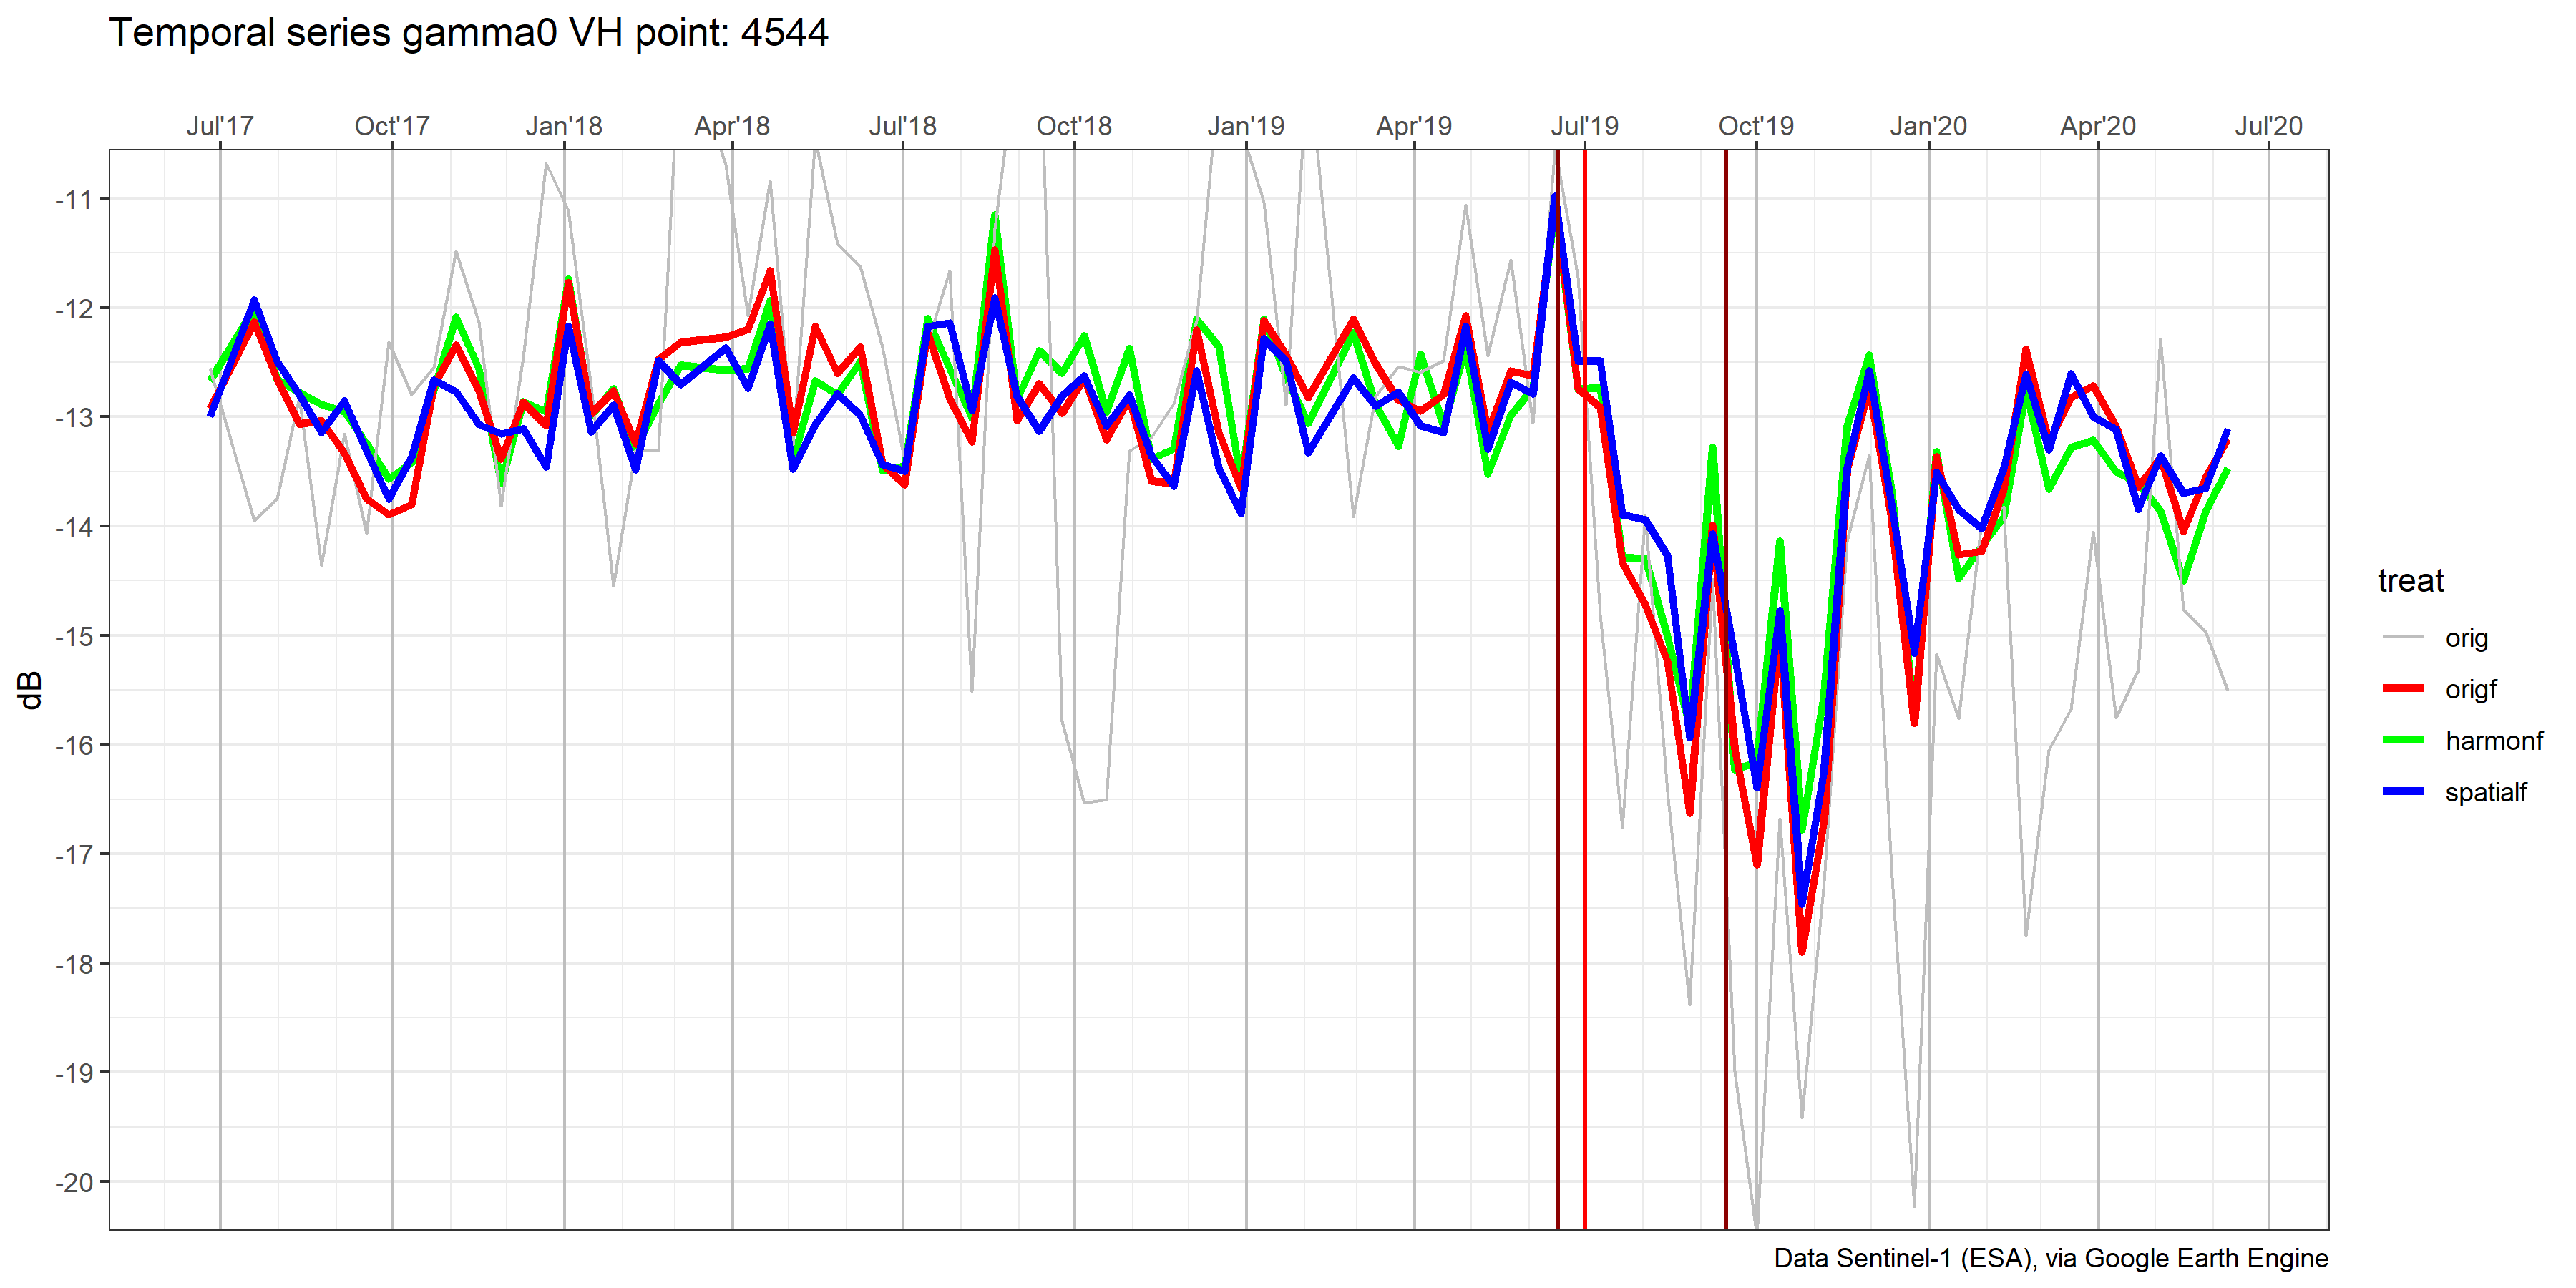 Temporal series gamma0 VH point: 4544
Jul'17 Oct'17 Jan'18 Apr'18 Jul'18 Oct'18 Jan'19 Apr'19 Jul'19 Oct'19 Jan'20 Apr'20 Jul'20
-11
-12
-13
-14
-15
-16
-17
-18
-19
-20
dB
treat
orig
origf
harmonf
spatialf
Data Sentinel-1 (ESA), via Google Earth Engine